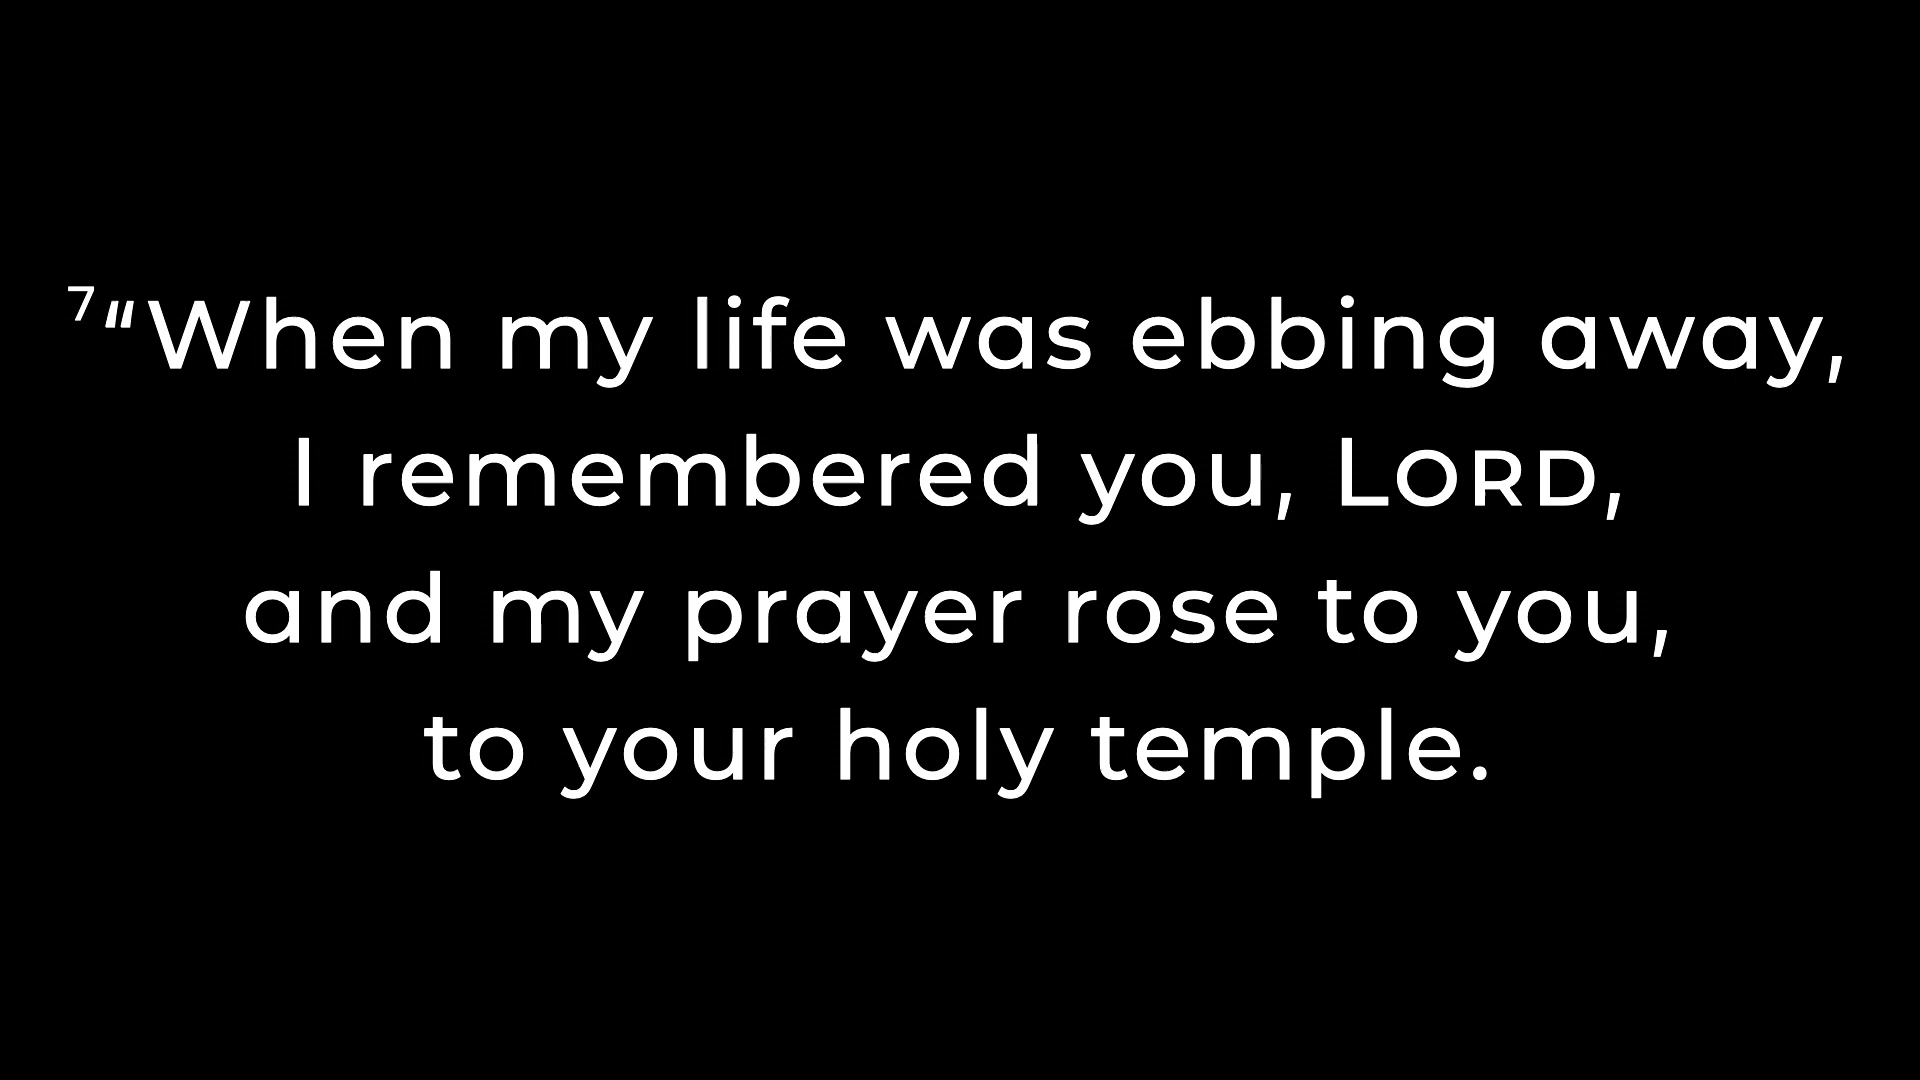 ⁷“When my life was ebbing away,
I remembered you, LORD,
and my prayer rose to you,
to your holy temple.